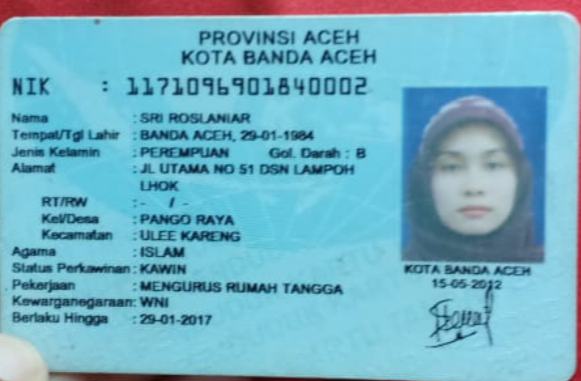 PROVINSI ACEH
KOTA BANDA ACEH
NIK : 1171096901840002
Nama : SRI ROSLANIAR
Tempat/Tgl Lahir : BANDA ACEH, 29-01-1984
Jenis Kelamin : PEREMPUAN Gol. Darah : B
Alamat : JL UTAMA NO 51 DSN LAMPOH
LHOK
RT/RW : - / -
Kel/Desa : PANGO RAYA
Kecamatan : ULEE KARENG
Agama : ISLAM
Status Perkawinan : KAWIN
Pekerjaan : MENGURUS RUMAH TANGGA
Kewarganegaraan : WNI
Berlaku Hingga : 29-01-2017
KOTA BANDA ACEH
15-05-2012